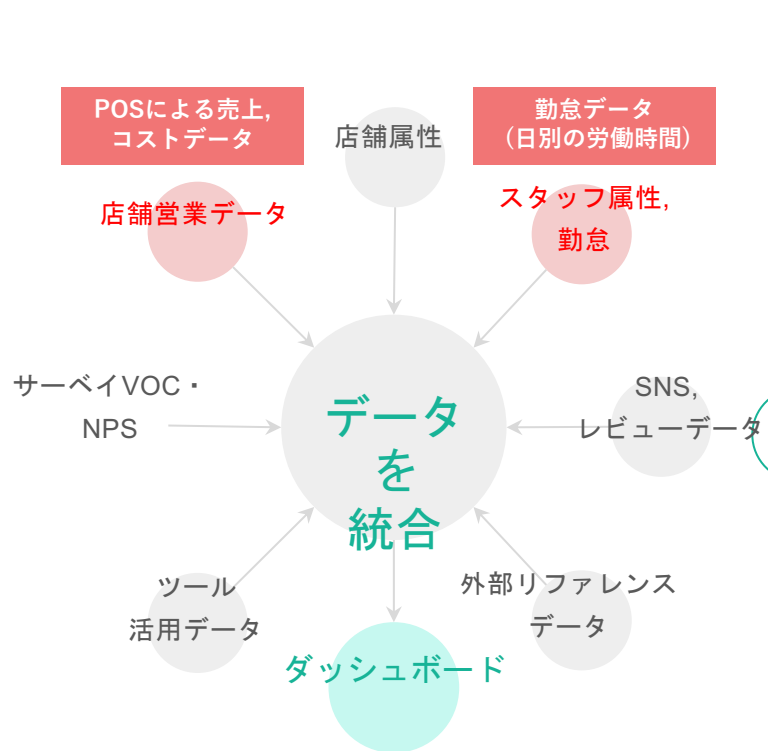 POSによる売上,
コストデータ
店舗属性
勤怠データ
（日別の労働時間）
店舗営業データ
スタッフ属性,
勤怠
サーベイVOC・
NPS
データ
を
統合
SNS,
レビューデータ
ツール
活用データ
外部リファレンス
データ
ダッシュボード